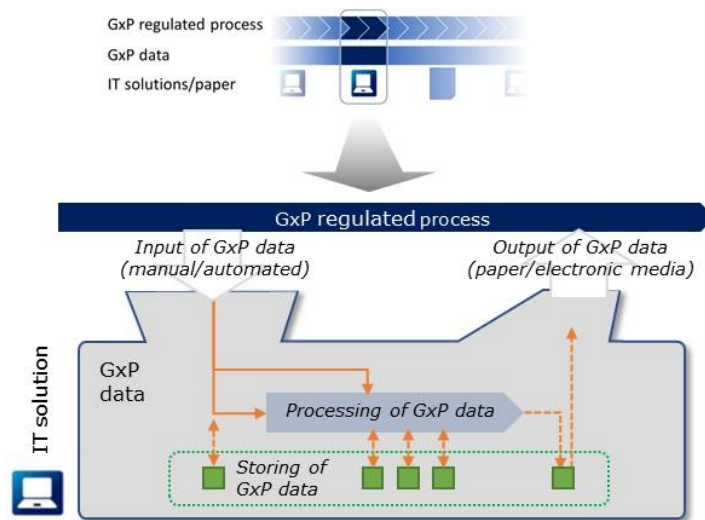 GxP regulated process
GxP data
IT solutions/paper
GxP regulated process
Input of GxP data
(manual/automated)
Output of GxP data
(paper/electronic media)
IT solution
GxP
data
Processing of GxP data
Storing of
GxP data